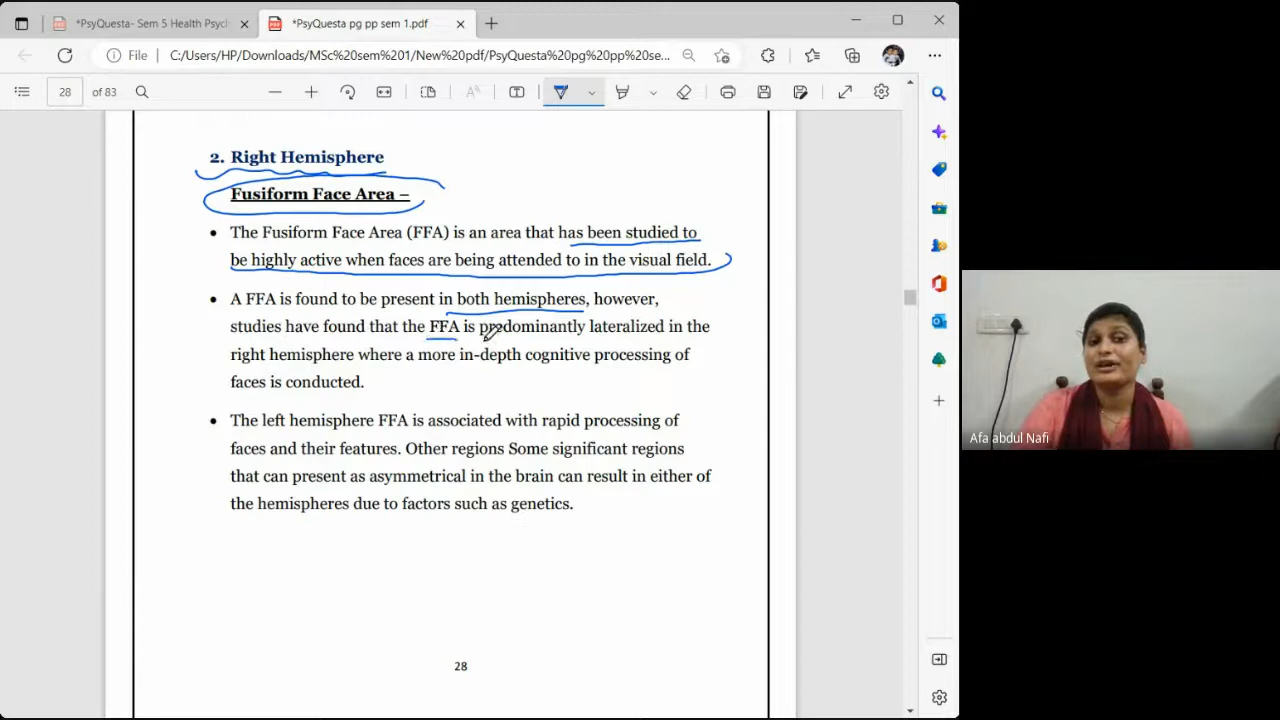 *PsyQuesta- Sem 5 Health Psycl
*PsyQuesta pg pp sem 1.pdf
File
C:/Users/HP/Downloads/MSc%20sem%201/New%20pdf/PsyQuesta%20pg%20pp%20se...
28
of 83
2. Right Hemisphere
Fusiform Face Area –
• The Fusiform Face Area (FFA) is an area that has been studied to
be highly active when faces are being attended to in the visual field.
• A FFA is found to be present in both hemispheres, however,
studies have found that the FFA is predominantly lateralized in the
right hemisphere where a more in-depth cognitive processing of
faces is conducted.
• The left hemisphere FFA is associated with rapid processing of
faces and their features. Other regions Some significant regions
that can present as asymmetrical in the brain can result in either of
the hemispheres due to factors such as genetics.
28
Afa abdul Nafi